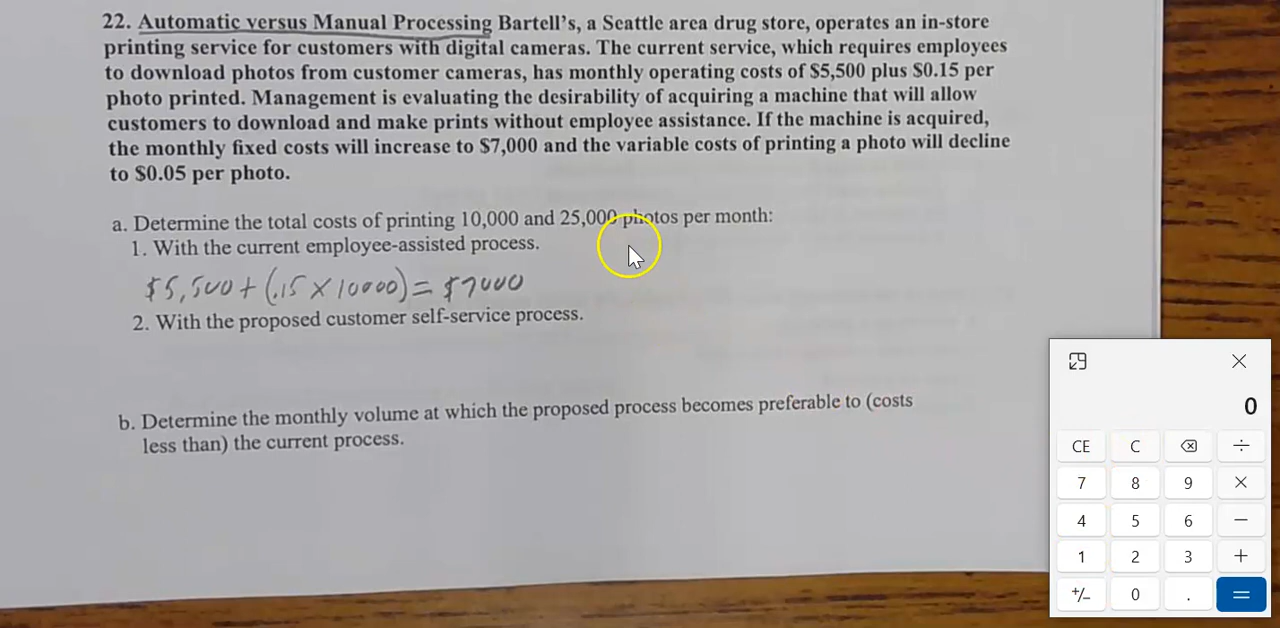 22. Automatic versus Manual Processing Bartell's, a Seattle area drug store, operates an in-store
printing service for customers with digital cameras. The current service, which requires employees
to download photos from customer cameras, has monthly operating costs of $5,500 plus $0.15 per
photo printed. Management is evaluating the desirability of acquiring a machine that will allow
customers to download and make prints without employee assistance. If the machine is acquired,
the monthly fixed costs will increase to $7,000 and the variable costs of printing a photo will decline
to $0.05 per photo.
a. Determine the total costs of printing 10,000 and 25,000 photos per month:
1. With the current employee-assisted process.
$5,500 + (.15 × 10000) = $7000
2. With the proposed customer self-service process.
b. Determine the monthly volume at which the proposed process becomes preferable to (costs
less than) the current process.
0
CE C ⌫ ÷
7 8 9 ×
4 5 6 −
1 2 3 +
+/− 0 . =